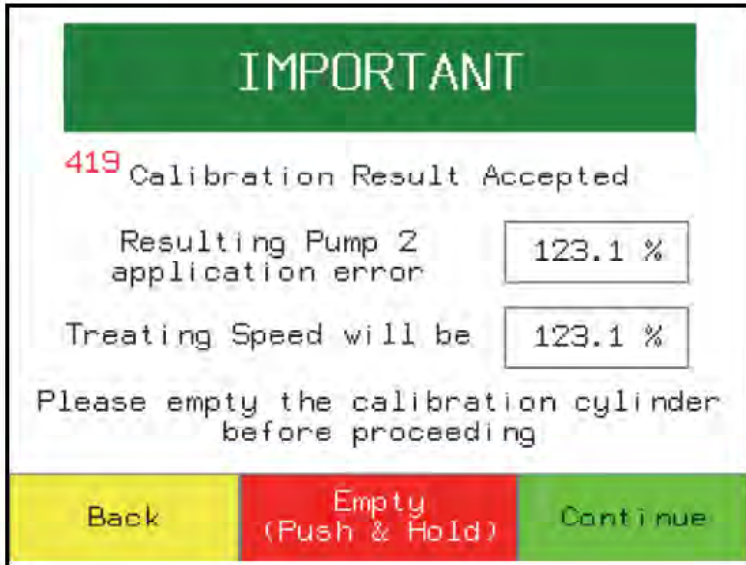 IMPORTANT
419 Calibration Result Accepted
Resulting Pump 2
application error
123.1 %
Treating Speed will be
123.1 %
Please empty the calibration cylinder
before proceeding
Back
Empty
(Push & Hold)
Continue